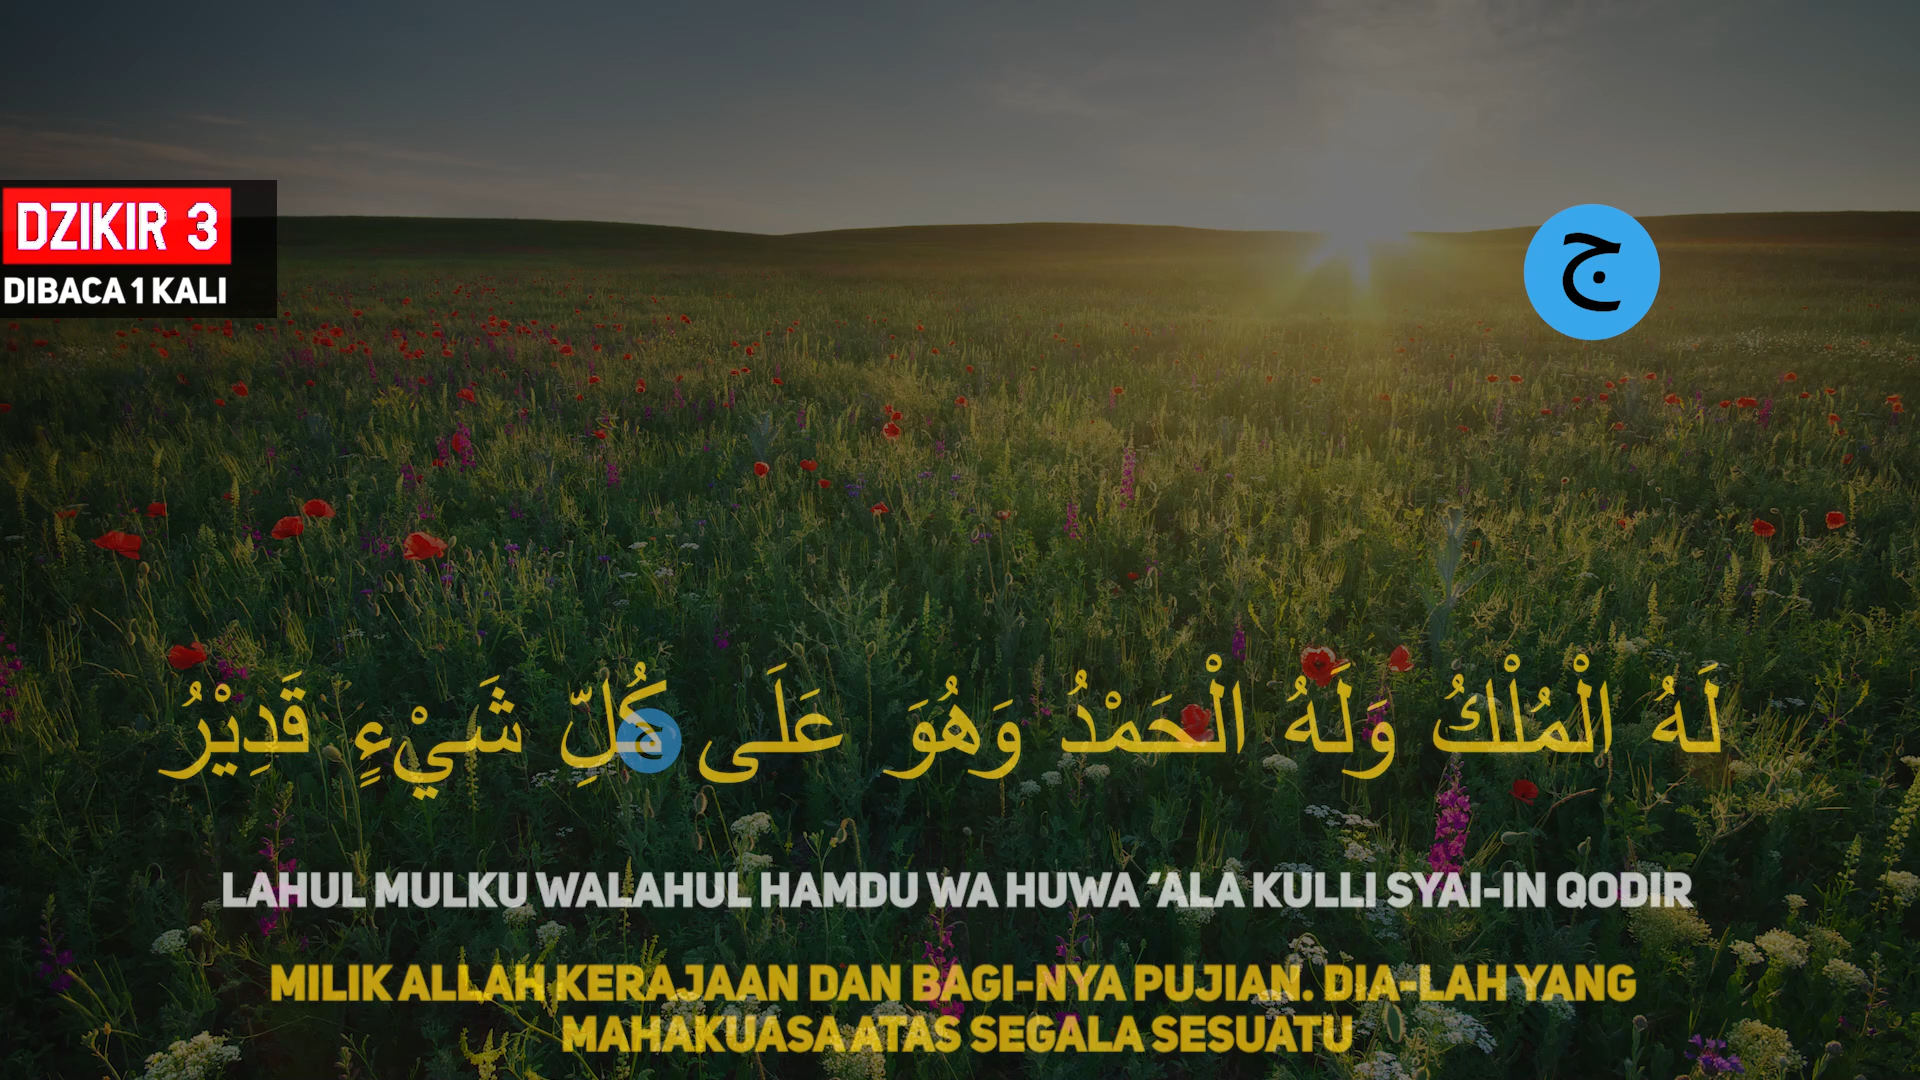 DZIKIR 3
DIBACA 1 KALI
ج
لَهُ الْمُلْكُ وَلَهُ الْحَمْدُ وَهُوَ عَلَى كُلِّ شَيْءٍ قَدِيْرُ
LAHUL MULKU WALAHUL HAMDU WA HUWA ‘ALA KULLI SYAI-IN QODIR
MILIK ALLAH KERAJAAN DAN BAGI-NYA PUJIAN. DIA-LAH YANG
MAHAKUASA ATAS SEGALA SESUATU